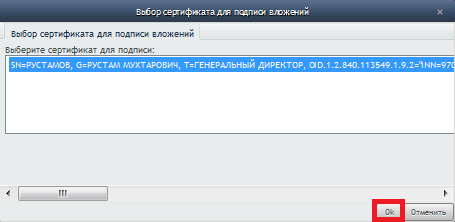 Выбор сертификата для подписи вложений
Выбор сертификата для подписи вложений
Выберите сертификат для подписи:
SN=РУСТАМОВ, G=РУСТАМ МУХТАРОВИЧ, T=ГЕНЕРАЛЬНЫЙ ДИРЕКТОР, OID.1.2.840.113549.1.9.2="INN=970
Ok Отменить